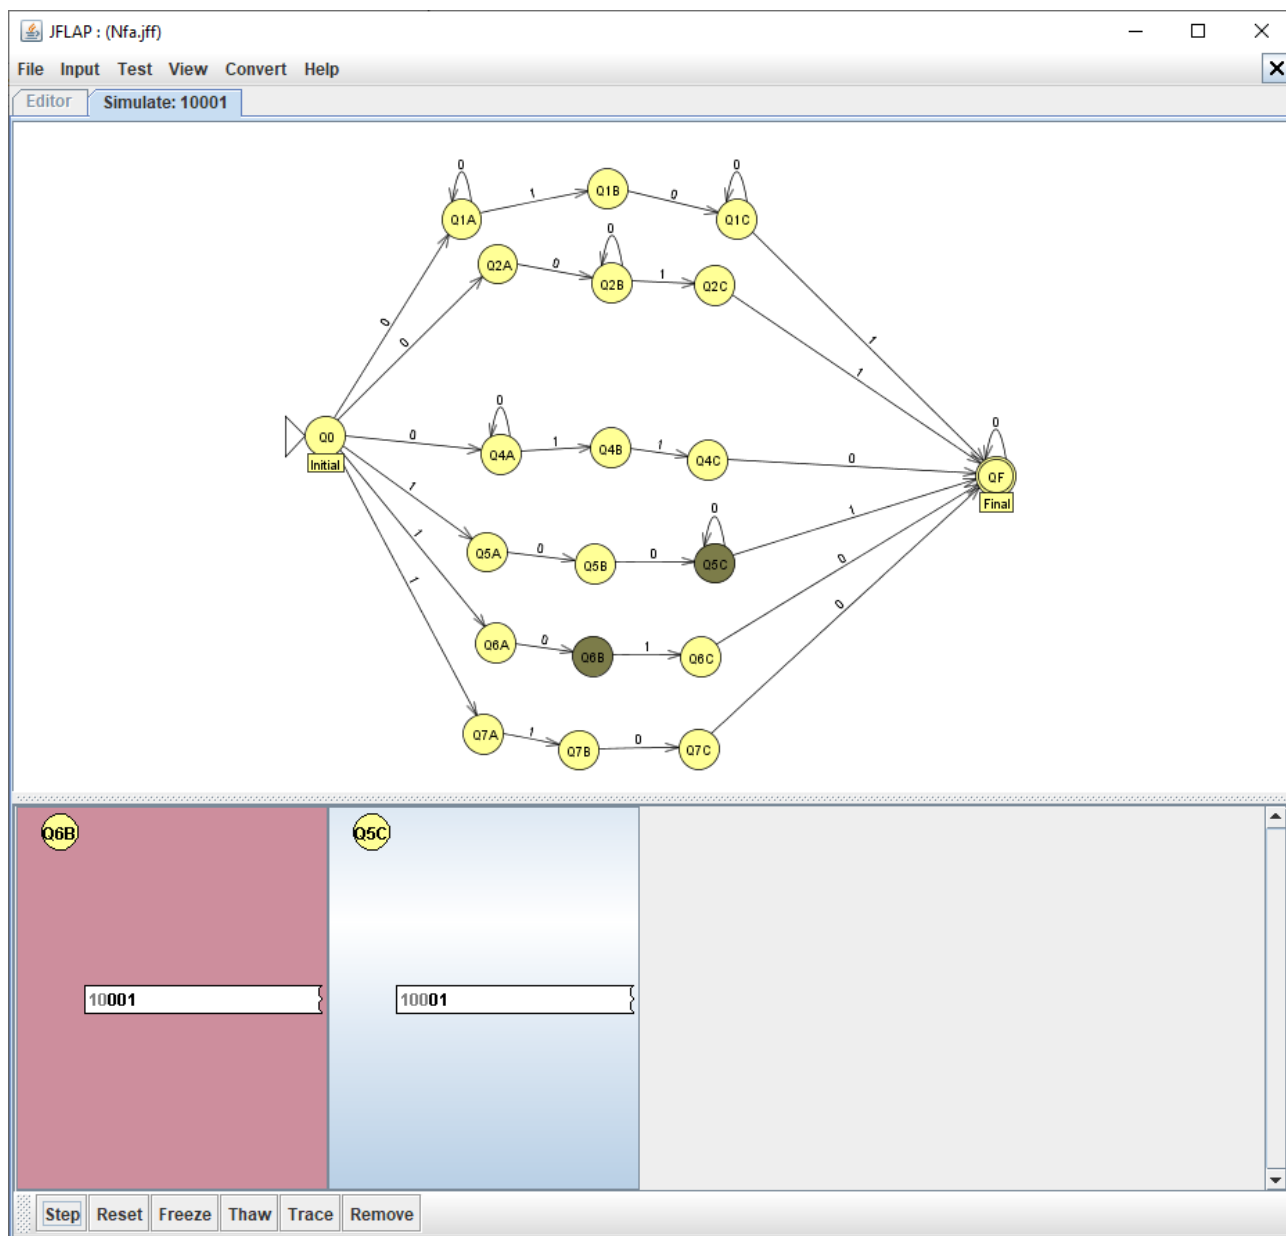 JFLAP : (Nfa.jff)
File Input Test View Convert Help
Editor Simulate: 10001
0 0
Q1A 1 Q1B 0 Q1C
0
Q2A 0 Q2B 1 Q2C
0 0 1 1
0 0
Q0 0 Q4A 1 Q4B 1 Q4C 0 QF
Initial Final
1 0 1
Q5A 0 Q5B 0 Q5C
1 0
Q6A 0 Q6B 1 Q6C
1 0
Q7A 1 Q7B 0 Q7C
Q6B Q5C
10001 10001
Step Reset Freeze Thaw Trace Remove